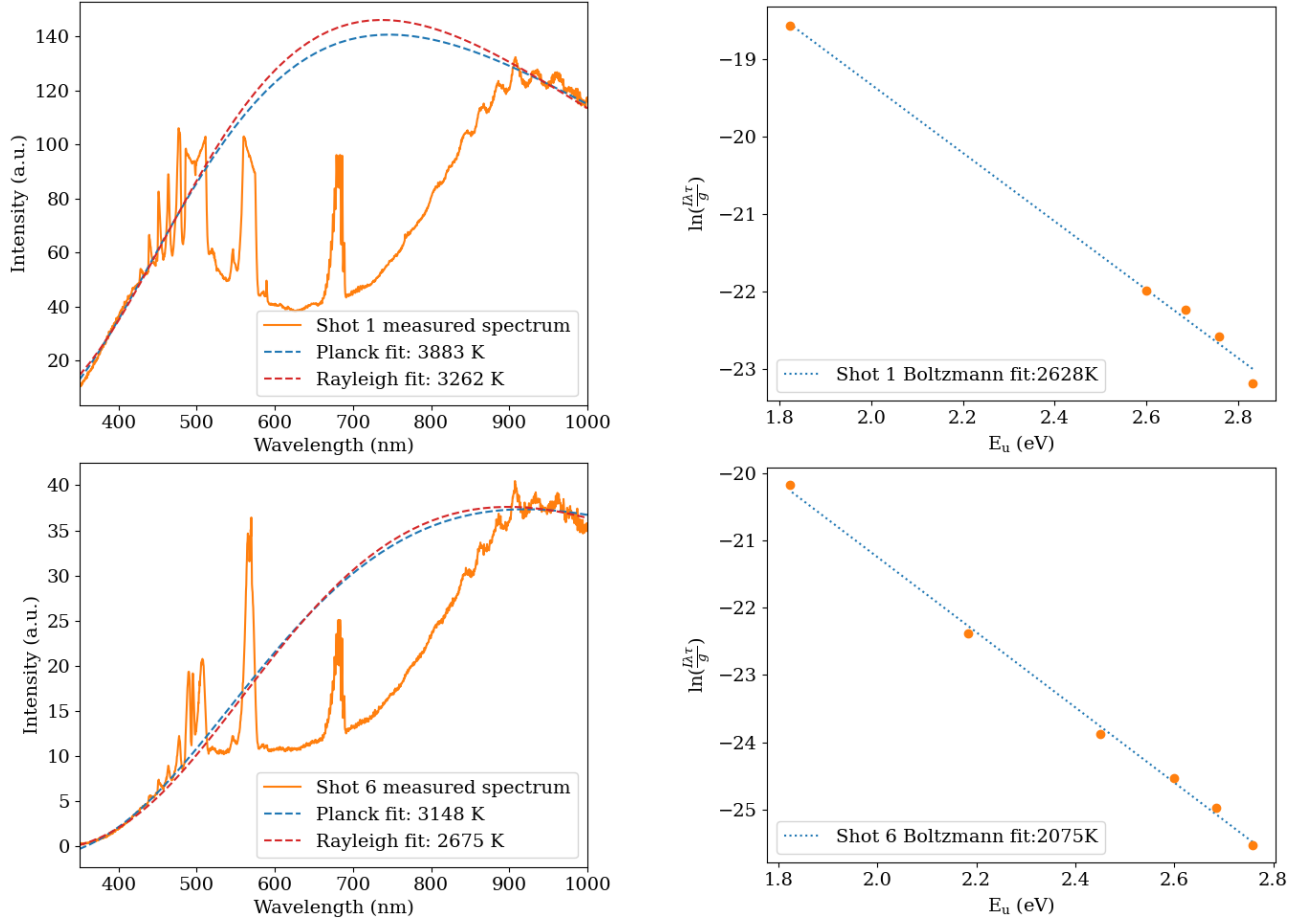 140
120
100
80
60
40
20
Intensity (a.u.)
Shot 1 measured spectrum
Planck fit: 3883 K
Rayleigh fit: 3262 K
400 500 600 700 800 900 1000
Wavelength (nm)
−19
−20
−21
−22
−23
ln(Iλτ/g)
Shot 1 Boltzmann fit:2628K
1.8 2.0 2.2 2.4 2.6 2.8
E_u (eV)
40
35
30
25
20
15
10
5
0
Intensity (a.u.)
Shot 6 measured spectrum
Planck fit: 3148 K
Rayleigh fit: 2675 K
400 500 600 700 800 900 1000
Wavelength (nm)
−20
−21
−22
−23
−24
−25
ln(Iλτ/g)
Shot 6 Boltzmann fit:2075K
1.8 2.0 2.2 2.4 2.6 2.8
E_u (eV)